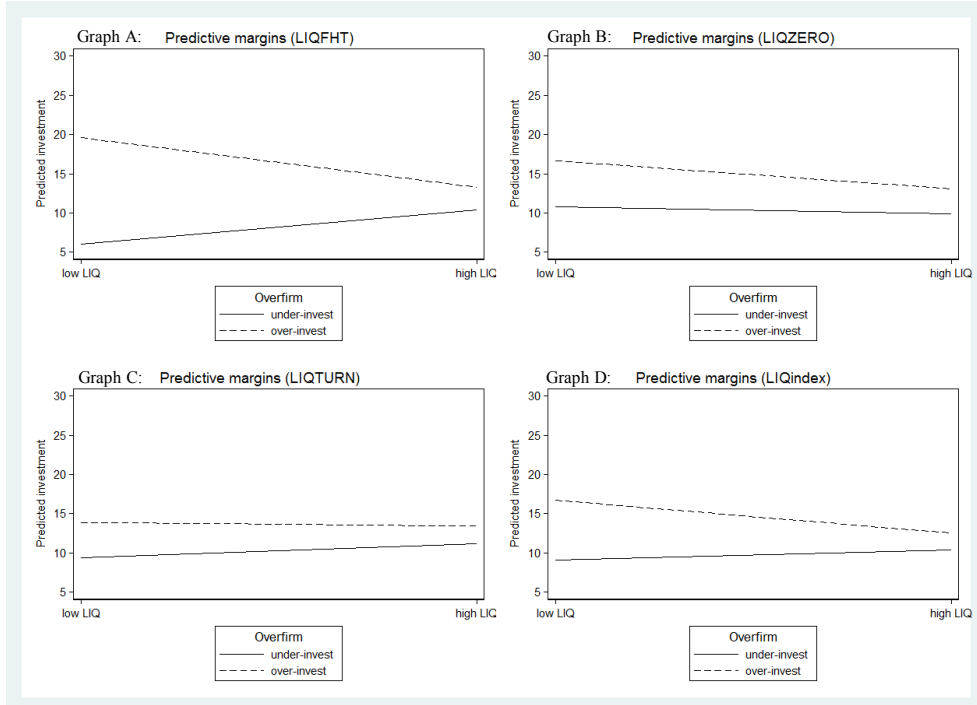 Graph A: Predictive margins (LIQFHT)
30
25
20
15
10
5
Predicted investment
low LIQ high LIQ
Overfirm
under-invest
over-invest
Graph B: Predictive margins (LIQZERO)
30
25
20
15
10
5
Predicted investment
low LIQ high LIQ
Overfirm
under-invest
over-invest
Graph C: Predictive margins (LIQTURN)
30
25
20
15
10
5
Predicted investment
low LIQ high LIQ
Overfirm
under-invest
over-invest
Graph D: Predictive margins (LIQindex)
30
25
20
15
10
5
Predicted investment
low LIQ high LIQ
Overfirm
under-invest
over-invest